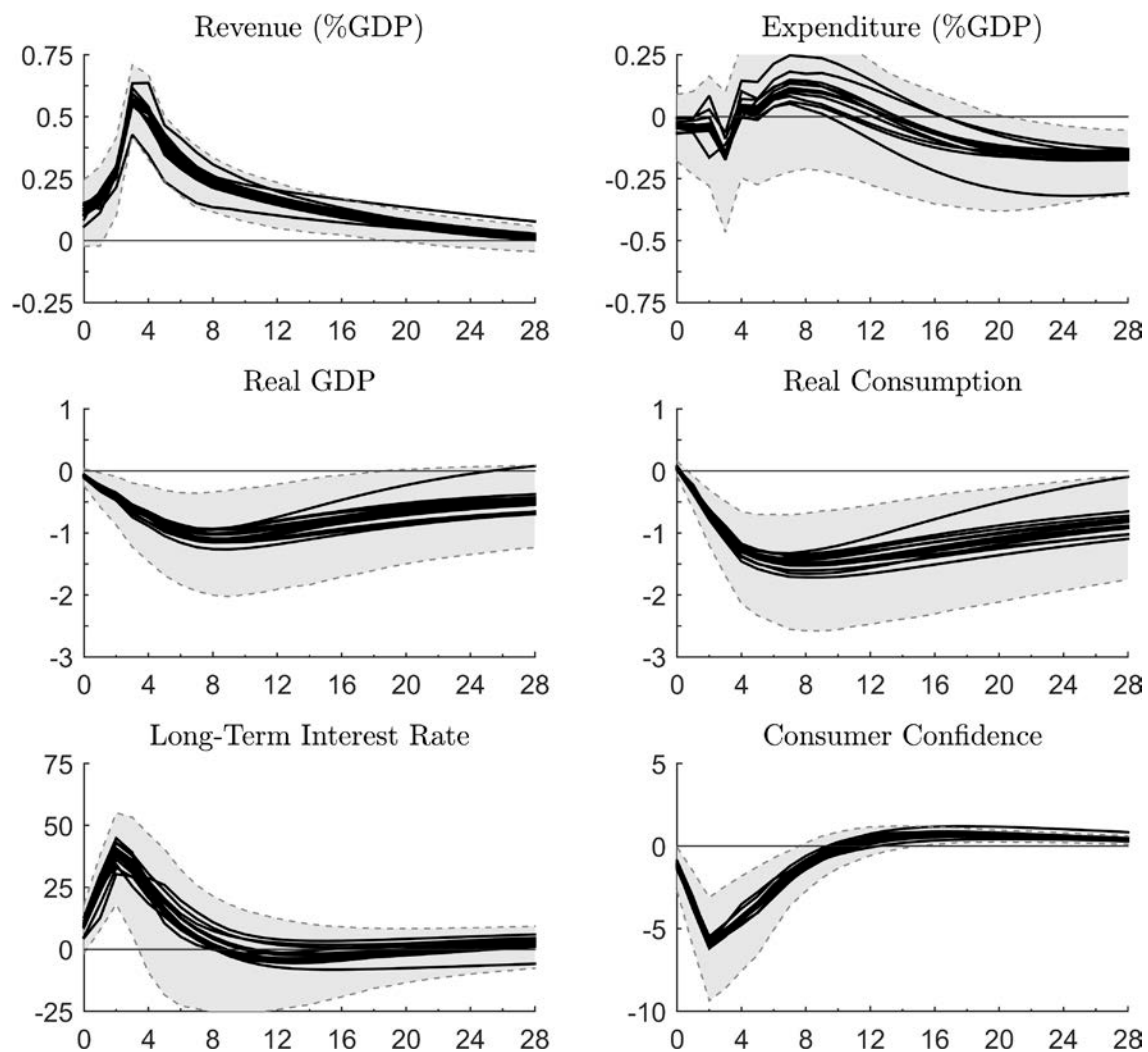 Revenue (%GDP)
0.75
0.5
0.25
0
-0.25
0 4 8 12 16 20 24 28
Expenditure (%GDP)
0.25
0
-0.25
-0.5
-0.75
0 4 8 12 16 20 24 28
Real GDP
1
0
-1
-2
-3
0 4 8 12 16 20 24 28
Real Consumption
1
0
-1
-2
-3
0 4 8 12 16 20 24 28
Long-Term Interest Rate
75
50
25
0
-25
0 4 8 12 16 20 24 28
Consumer Confidence
5
0
-5
-10
0 4 8 12 16 20 24 28